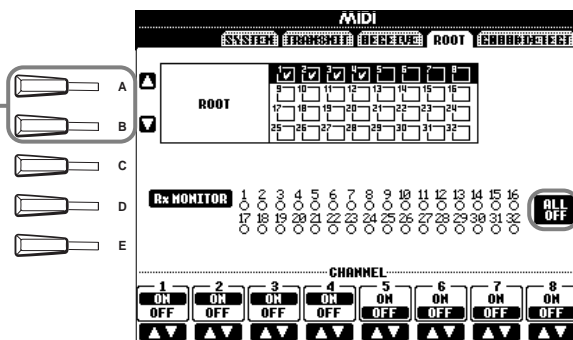 MIDI
SYSTEM TRANSMIT RECEIVE ROOT CHORD DETECT
A
B
C
D
E
ROOT
1 2 3 4 5 6 7 8
9 10 11 12 13 14 15 16
17 18 19 20 21 22 23 24
25 26 27 28 29 30 31 32
Rx MONITOR
1 2 3 4 5 6 7 8 9 10 11 12 13 14 15 16
17 18 19 20 21 22 23 24 25 26 27 28 29 30 31 32
ALL
OFF
CHANNEL
1 2 3 4 5 6 7 8
ON ON ON ON ON ON ON ON
OFF OFF OFF OFF OFF OFF OFF OFF